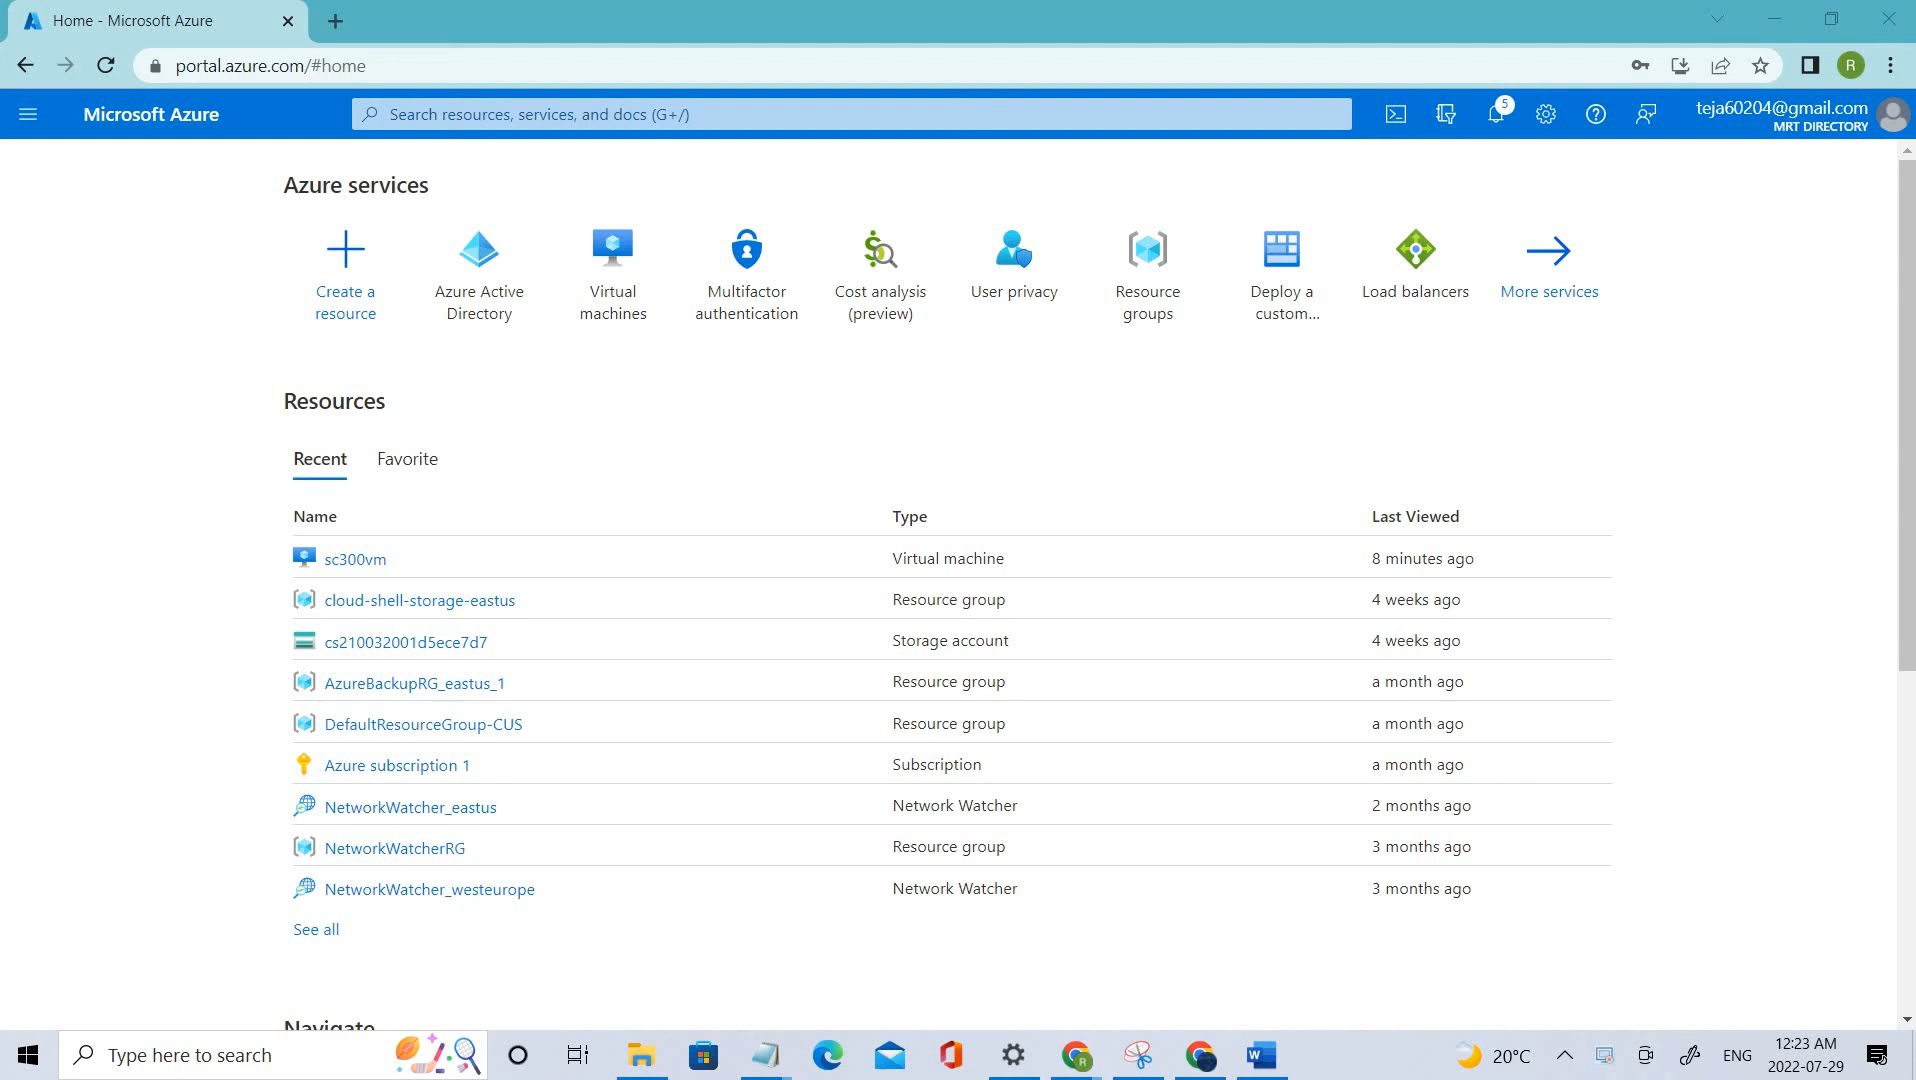 Home - Microsoft Azure
portal.azure.com/#home
R
Microsoft Azure
Search resources, services, and docs (G+/)
5
teja60204@gmail.com
MRT DIRECTORY
Azure services
Create a
resource
Azure Active
Directory
Virtual
machines
Multifactor
authentication
Cost analysis
(preview)
User privacy
Resource
groups
Deploy a
custom...
Load balancers
More services
Resources
Recent Favorite
Name Type Last Viewed
sc300vm Virtual machine 8 minutes ago
cloud-shell-storage-eastus Resource group 4 weeks ago
cs210032001d5ece7d7 Storage account 4 weeks ago
AzureBackupRG_eastus_1 Resource group a month ago
DefaultResourceGroup-CUS Resource group a month ago
Azure subscription 1 Subscription a month ago
NetworkWatcher_eastus Network Watcher 2 months ago
NetworkWatcherRG Resource group 3 months ago
NetworkWatcher_westeurope Network Watcher 3 months ago
See all
Navigate
Type here to search
20°C
ENG
12:23 AM
2022-07-29